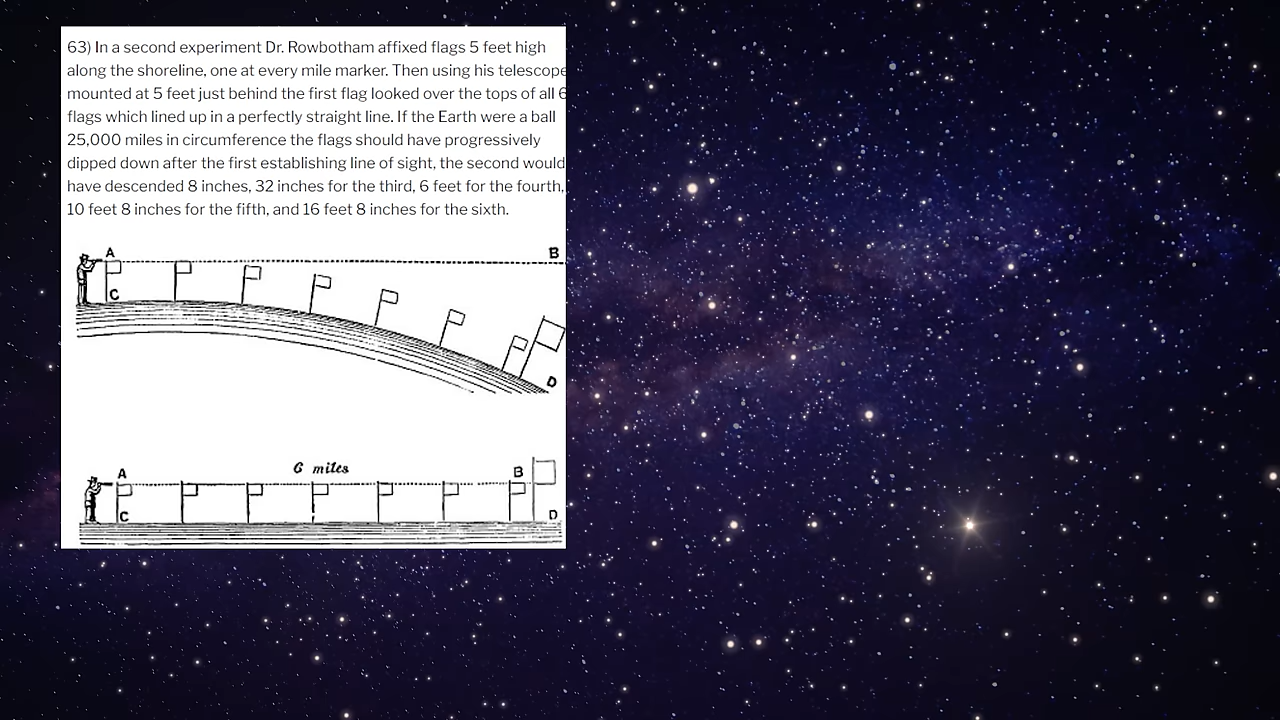 63) In a second experiment Dr. Rowbotham affixed flags 5 feet high
along the shoreline, one at every mile marker. Then using his telescope
mounted at 5 feet just behind the first flag looked over the tops of all 6
flags which lined up in a perfectly straight line. If the Earth were a ball
25,000 miles in circumference the flags should have progressively
dipped down after the first establishing line of sight, the second would
have descended 8 inches, 32 inches for the third, 6 feet for the fourth,
10 feet 8 inches for the fifth, and 16 feet 8 inches for the sixth.
A
B
C
D
6 miles
A
B
C
D